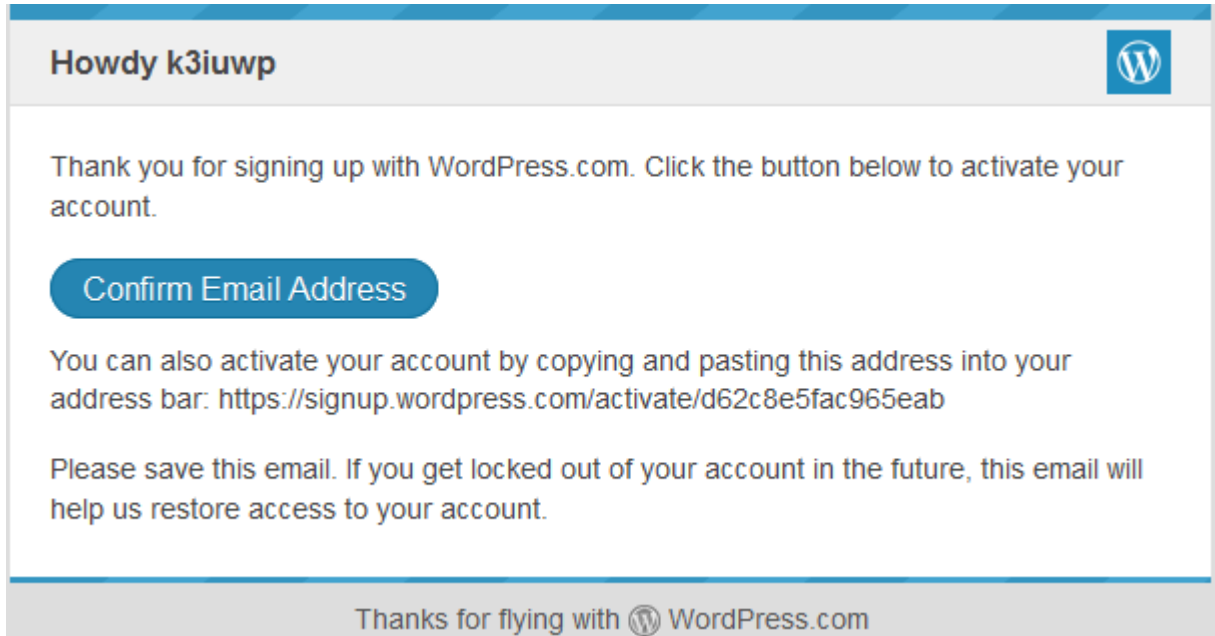 Howdy k3iuwp
Thank you for signing up with WordPress.com. Click the button below to activate your
account.
Confirm Email Address
You can also activate your account by copying and pasting this address into your
address bar: https://signup.wordpress.com/activate/d62c8e5fac965eab
Please save this email. If you get locked out of your account in the future, this email will
help us restore access to your account.
Thanks for flying with WordPress.com